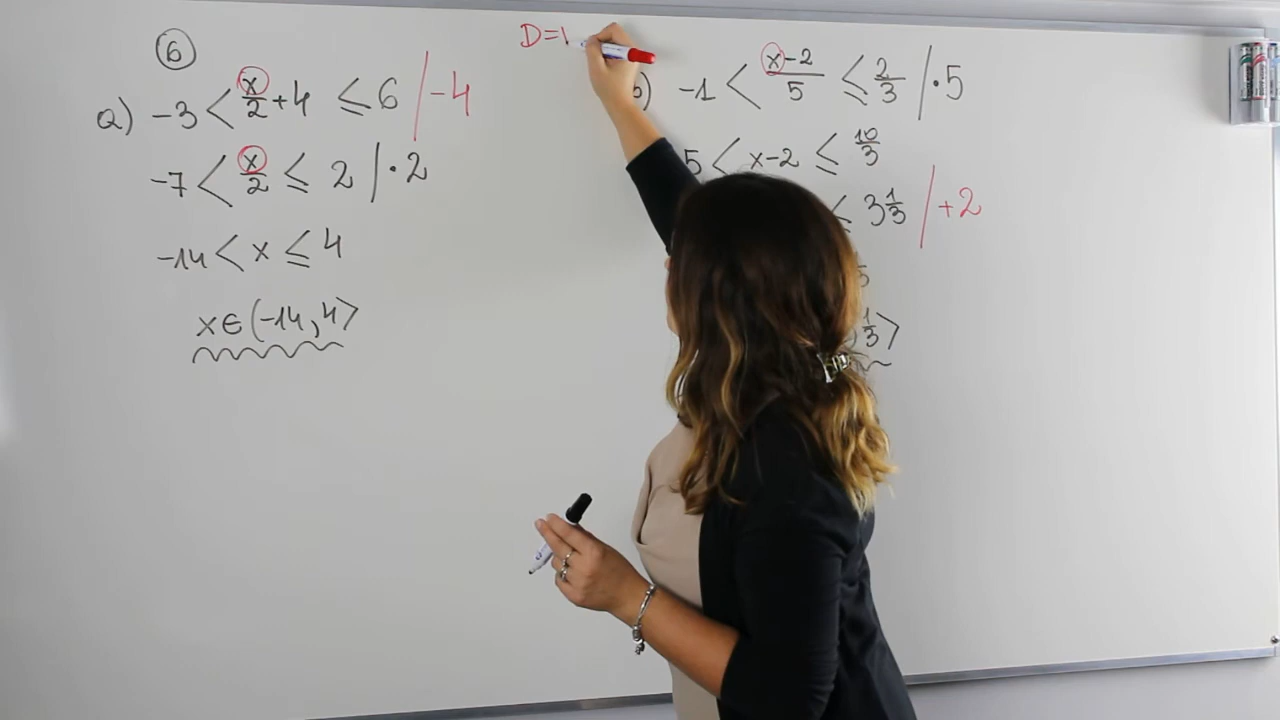 6
D=
a) -3 < x/2 + 4 ≤ 6 /-4
-7 < x/2 ≤ 2 /·2
-14 < x ≤ 4
x∈(-14,4>
b) -1 < x-2/5 ≤ 2/3 /·5
5 < x-2 ≤ 10/3
≤ 3 1/3 /+2
1/3>